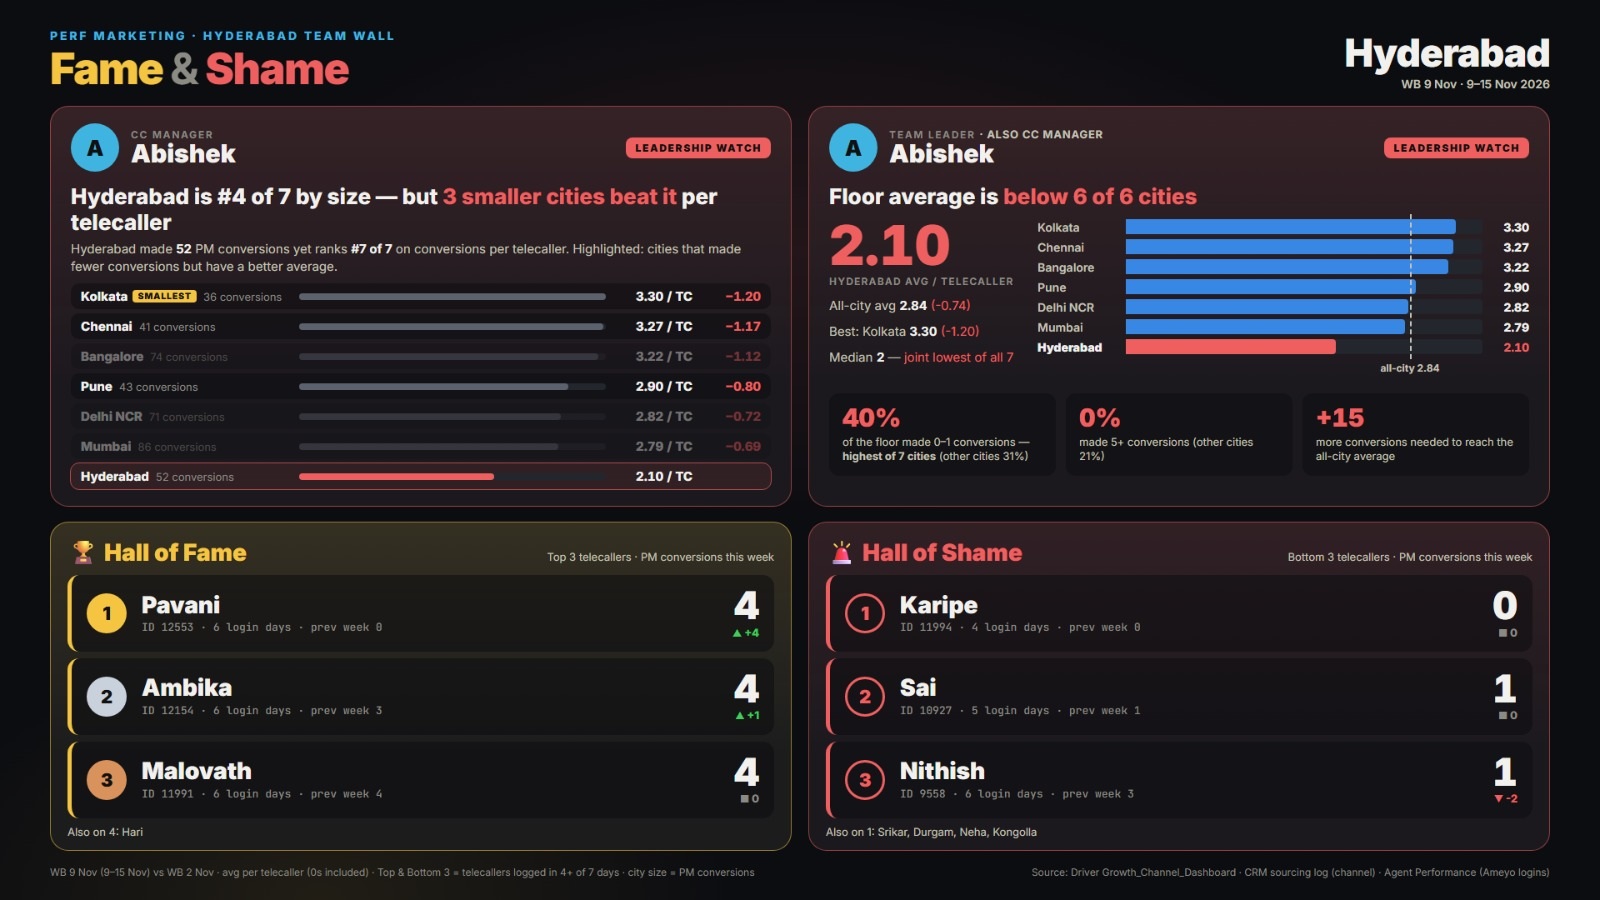 PERF MARKETING · HYDERABAD TEAM WALL
Fame & Shame
Hyderabad
WB 9 Nov · 9–15 Nov 2026
A
CC MANAGER
Abishek
LEADERSHIP WATCH
Hyderabad is #4 of 7 by size — but 3 smaller cities beat it per
telecaller
Hyderabad made 52 PM conversions yet ranks #7 of 7 on conversions per telecaller. Highlighted: cities that made
fewer conversions but have a better average.
Kolkata SMALLEST 36 conversions 3.30 / TC −1.20
Chennai 41 conversions 3.27 / TC −1.17
Bangalore 74 conversions 3.22 / TC −1.12
Pune 43 conversions 2.90 / TC −0.80
Delhi NCR 71 conversions 2.82 / TC −0.72
Mumbai 86 conversions 2.79 / TC −0.69
Hyderabad 52 conversions 2.10 / TC
A
TEAM LEADER · ALSO CC MANAGER
Abishek
LEADERSHIP WATCH
Floor average is below 6 of 6 cities
2.10
HYDERABAD AVG / TELECALLER
All-city avg 2.84 (-0.74)
Best: Kolkata 3.30 (-1.20)
Median 2 — joint lowest of all 7
Kolkata 3.30
Chennai 3.27
Bangalore 3.22
Pune 2.90
Delhi NCR 2.82
Mumbai 2.79
Hyderabad 2.10
all-city 2.84
40%
of the floor made 0–1 conversions —
highest of 7 cities (other cities 31%)
0%
made 5+ conversions (other cities
21%)
+15
more conversions needed to reach the
all-city average
🏆 Hall of Fame
Top 3 telecallers · PM conversions this week
1 Pavani 4
ID 12553 · 6 login days · prev week 0 ▲ +4
2 Ambika 4
ID 12154 · 6 login days · prev week 3 ▲ +1
3 Malovath 4
ID 11991 · 6 login days · prev week 4 ■ 0
Also on 4: Hari
🚨 Hall of Shame
Bottom 3 telecallers · PM conversions this week
1 Karipe 0
ID 11994 · 4 login days · prev week 0 ■ 0
2 Sai 1
ID 10927 · 5 login days · prev week 1 ■ 0
3 Nithish 1
ID 9558 · 6 login days · prev week 3 ▼ -2
Also on 1: Srikar, Durgam, Neha, Kongolla
WB 9 Nov (9–15 Nov) vs WB 2 Nov · avg per telecaller (0s included) · Top & Bottom 3 = telecallers logged in 4+ of 7 days · city size = PM conversions
Source: Driver Growth_Channel_Dashboard · CRM sourcing log (channel) · Agent Performance (Ameyo logins)